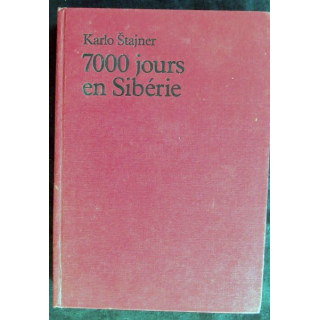 Karlo Štajner
7000 jours
en Sibérie